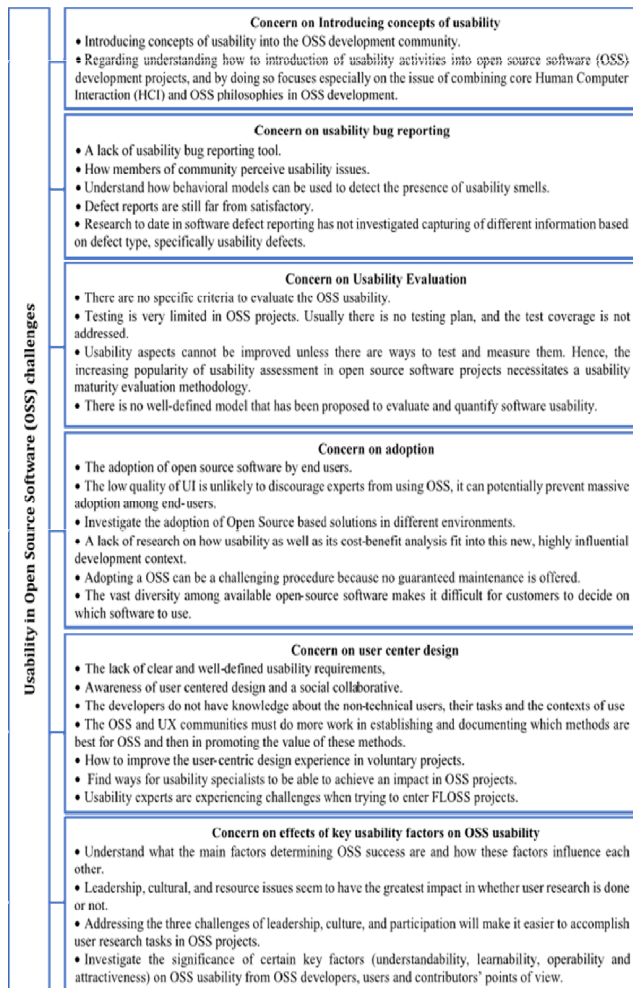 Usability in Open Source Software (OSS) challenges
Concern on Introducing concepts of usability
• Introducing concepts of usability into the OSS development community.
• Regarding understanding how to introduction of usability activities into open source software (OSS)
development projects, and by doing so focuses especially on the issue of combining core Human Computer
Interaction (HCI) and OSS philosophies in OSS development.
Concern on usability bug reporting
• A lack of usability bug reporting tool.
• How members of community perceive usability issues.
• Understand how behavioral models can be used to detect the presence of usability smells.
• Defect reports are still far from satisfactory.
• Research to date in software defect reporting has not investigated capturing of different information based
on defect type, specifically usability defects.
Concern on Usability Evaluation
• There are no specific criteria to evaluate the OSS usability.
• Testing is very limited in OSS projects. Usually there is no testing plan, and the test coverage is not
addressed.
• Usability aspects cannot be improved unless there are ways to test and measure them. Hence, the
increasing popularity of usability assessment in open source software projects necessitates a usability
maturity evaluation methodology.
• There is no well-defined model that has been proposed to evaluate and quantify software usability.
Concern on adoption
• The adoption of open source software by end users.
• The low quality of UI is unlikely to discourage experts from using OSS, it can potentially prevent massive
adoption among end-users.
• Investigate the adoption of Open Source based solutions in different environments.
• A lack of research on how usability as well as its cost-benefit analysis fit into this new, highly influential
development context.
• Adopting a OSS can be a challenging procedure because no guaranteed maintenance is offered.
• The vast diversity among available open-source software makes it difficult for customers to decide on
which software to use.
Concern on user center design
• The lack of clear and well-defined usability requirements,
• Awareness of user centered design and a social collaborative.
• The developers do not have knowledge about the non-technical users, their tasks and the contexts of use
• The OSS and UX communities must do more work in establishing and documenting which methods are
best for OSS and then in promoting the value of these methods.
• How to improve the user-centric design experience in voluntary projects.
• Find ways for usability specialists to be able to achieve an impact in OSS projects.
• Usability experts are experiencing challenges when trying to enter FLOSS projects.
Concern on effects of key usability factors on OSS usability
• Understand what the main factors determining OSS success are and how these factors influence each
other.
• Leadership, cultural, and resource issues seem to have the greatest impact in whether user research is done
or not.
• Addressing the three challenges of leadership, culture, and participation will make it easier to accomplish
user research tasks in OSS projects.
• Investigate the significance of certain key factors (understandability, learnability, operability and
attractiveness) on OSS usability from OSS developers, users and contributors' points of view.